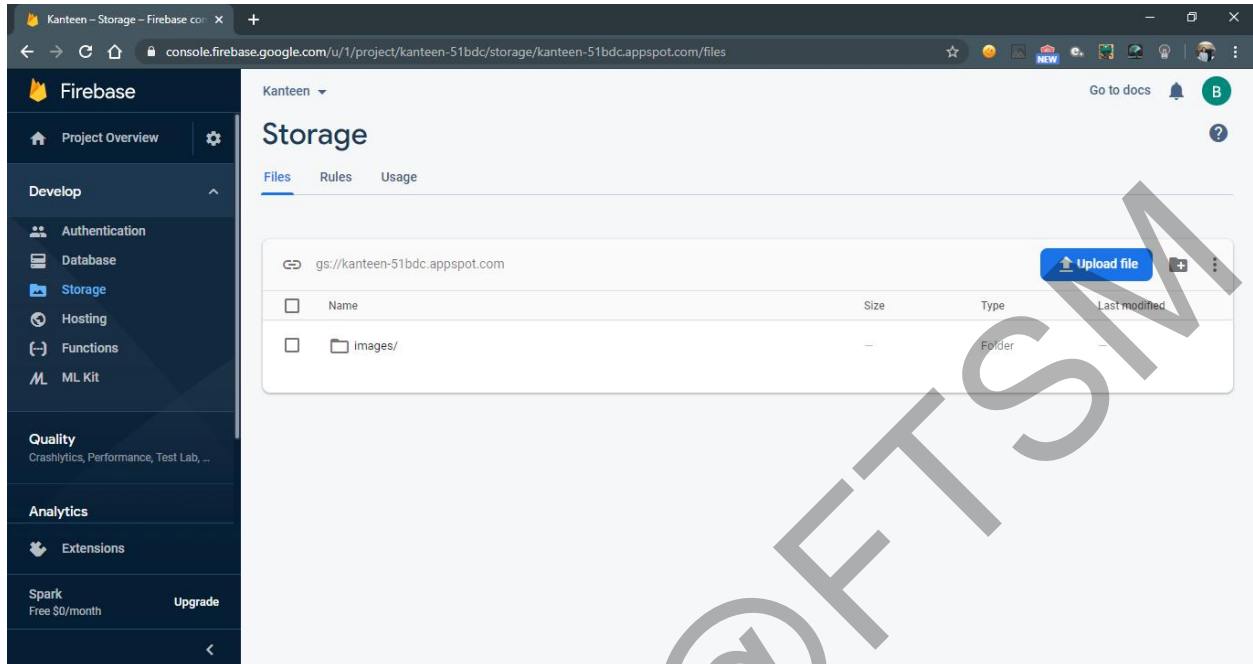 Kanteen – Storage – Firebase con
console.firebase.google.com/u/1/project/kanteen-51bdc/storage/kanteen-51bdc.appspot.com/files
NEW
Firebase
Kanteen
Go to docs
B
Project Overview
Storage
Files Rules Usage
Develop
Authentication
Database
Storage
Hosting
Functions
ML Kit
gs://kanteen-51bdc.appspot.com
Upload file
Name Size Type Last modified
images/ — Folder —
Quality
Crashlytics, Performance, Test Lab, ...
Analytics
Extensions
Spark
Free $0/month
Upgrade
@FTSM